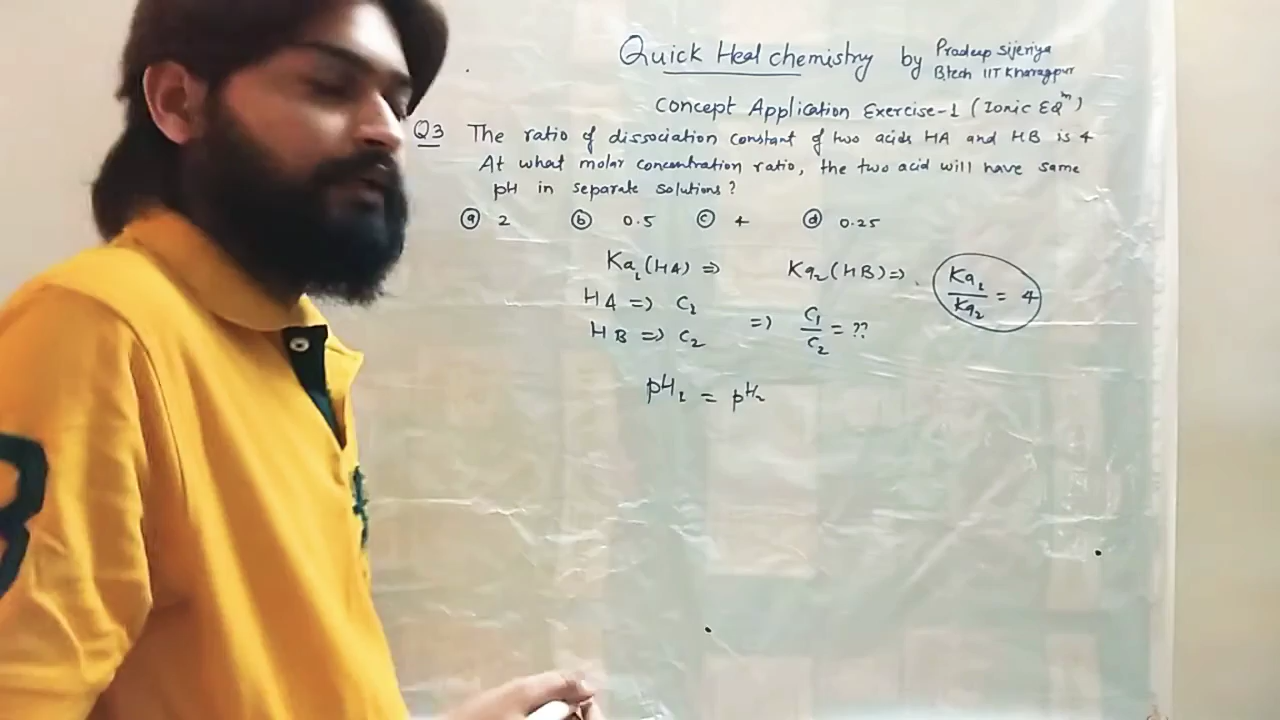 Quick Heal chemistry by Pradeep Sijeriya
B.tech IIT Kharagpur
Concept Application Exercise-1 (Ionic EQᵐ)
Q3 The ratio of dissociation constant of two acids HA and HB is 4
At what molar concentration ratio, the two acid will have same
pH in separate solutions?
ⓐ 2 ⓑ 0.5 ⓒ 4 ⓓ 0.25
Ka₁(HA) ⇒ Ka₂(HB) ⇒ Ka₁/Ka₂ = 4
HA ⇒ C₁
HB ⇒ C₂ ⇒ C₁/C₂ = ??
pH₁ = pH₂